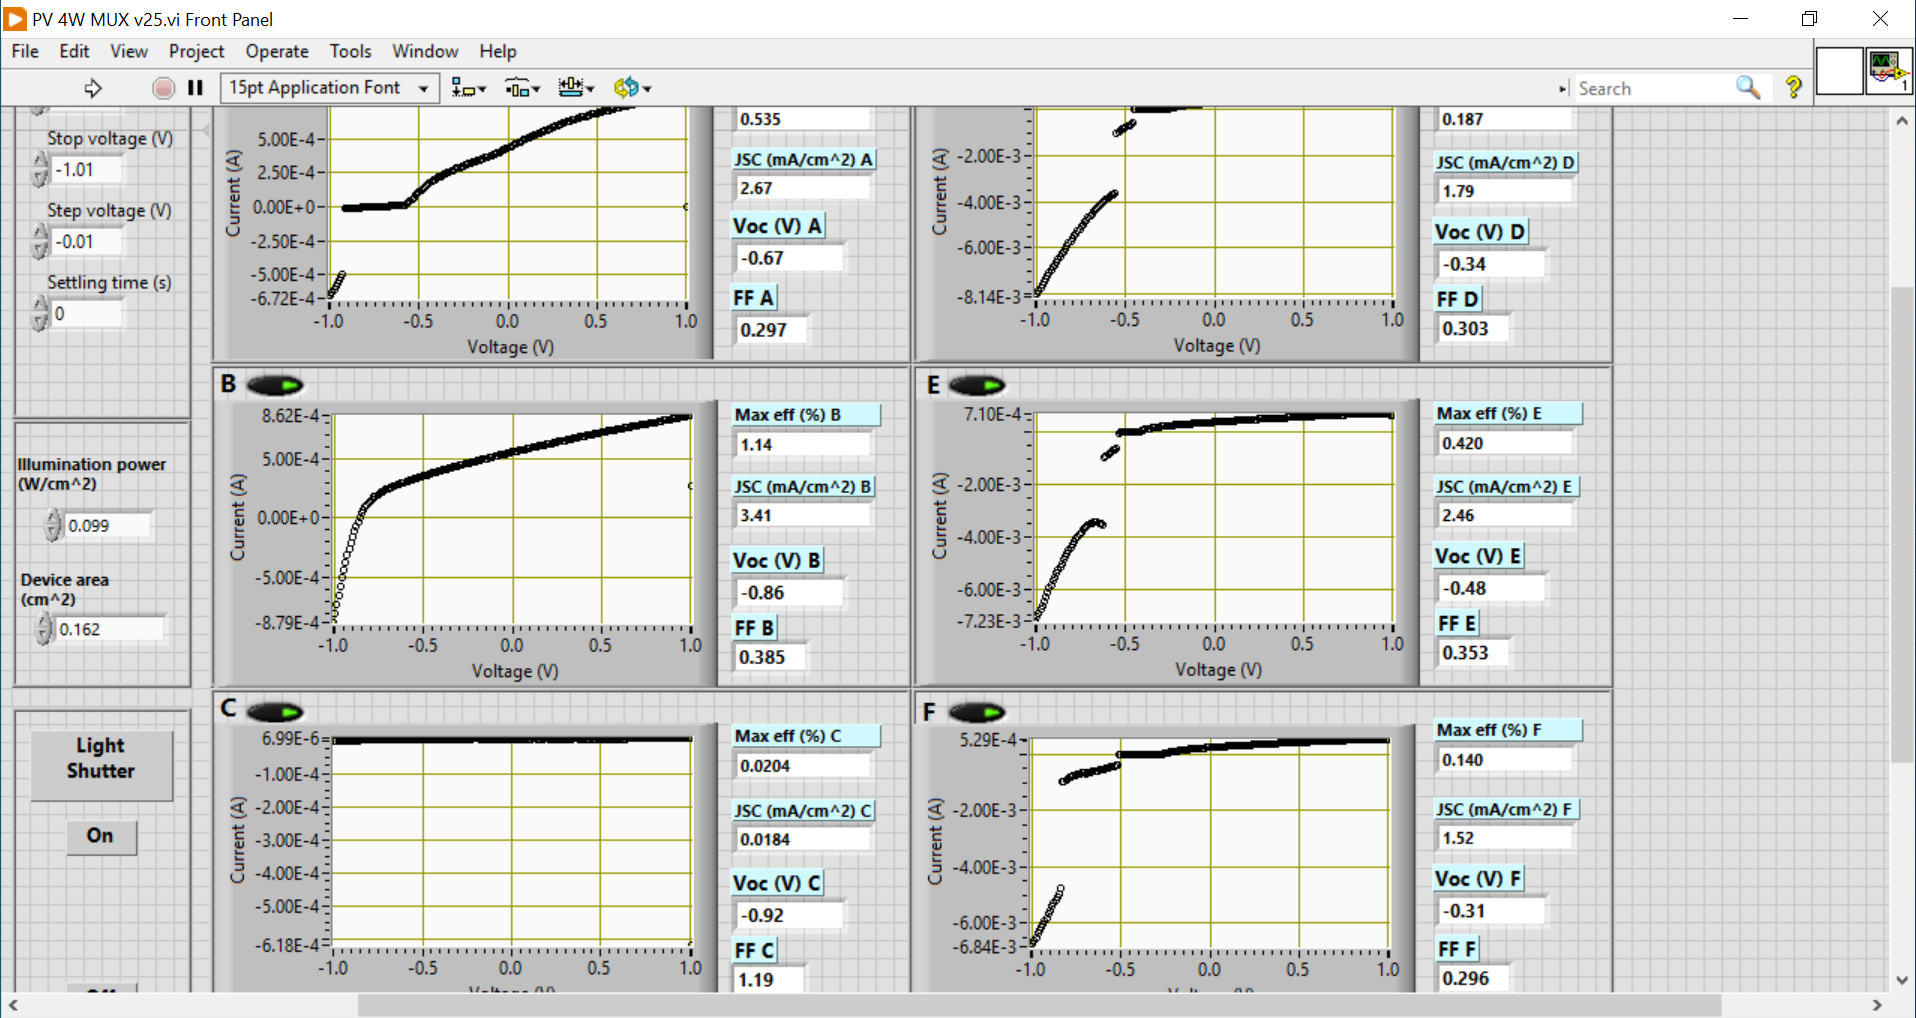 PV 4W MUX v25.vi Front Panel
File Edit View Project Operate Tools Window Help
15pt Application Font
Search
1
Stop voltage (V)
-1.01
Step voltage (V)
-0.01
Settling time (s)
0
Illumination power
(W/cm^2)
0.099
Device area
(cm^2)
0.162
Light
Shutter
On
Current (A)
5.00E-4
2.50E-4
0.00E+0
-2.50E-4
-5.00E-4
-6.72E-4
-1.0 -0.5 0.0 0.5 1.0
Voltage (V)
0.535
JSC (mA/cm^2) A
2.67
Voc (V) A
-0.67
FF A
0.297
Current (A)
-2.00E-3
-4.00E-3
-6.00E-3
-8.14E-3
-1.0 -0.5 0.0 0.5 1.0
Voltage (V)
0.187
JSC (mA/cm^2) D
1.79
Voc (V) D
-0.34
FF D
0.303
B
Current (A)
8.62E-4
5.00E-4
0.00E+0
-5.00E-4
-8.79E-4
-1.0 -0.5 0.0 0.5 1.0
Voltage (V)
Max eff (%) B
1.14
JSC (mA/cm^2) B
3.41
Voc (V) B
-0.86
FF B
0.385
E
Current (A)
7.10E-4
-2.00E-3
-4.00E-3
-6.00E-3
-7.23E-3
-1.0 -0.5 0.0 0.5 1.0
Voltage (V)
Max eff (%) E
0.420
JSC (mA/cm^2) E
2.46
Voc (V) E
-0.48
FF E
0.353
C
Current (A)
6.99E-6
-1.00E-4
-2.00E-4
-3.00E-4
-4.00E-4
-5.00E-4
-6.18E-4
-1.0 -0.5 0.0 0.5 1.0
Voltage (V)
Max eff (%) C
0.0204
JSC (mA/cm^2) C
0.0184
Voc (V) C
-0.92
FF C
1.19
F
Current (A)
5.29E-4
-2.00E-3
-4.00E-3
-6.00E-3
-6.84E-3
-1.0 -0.5 0.0 0.5 1.0
Max eff (%) F
0.140
JSC (mA/cm^2) F
1.52
Voc (V) F
-0.31
FF F
0.296